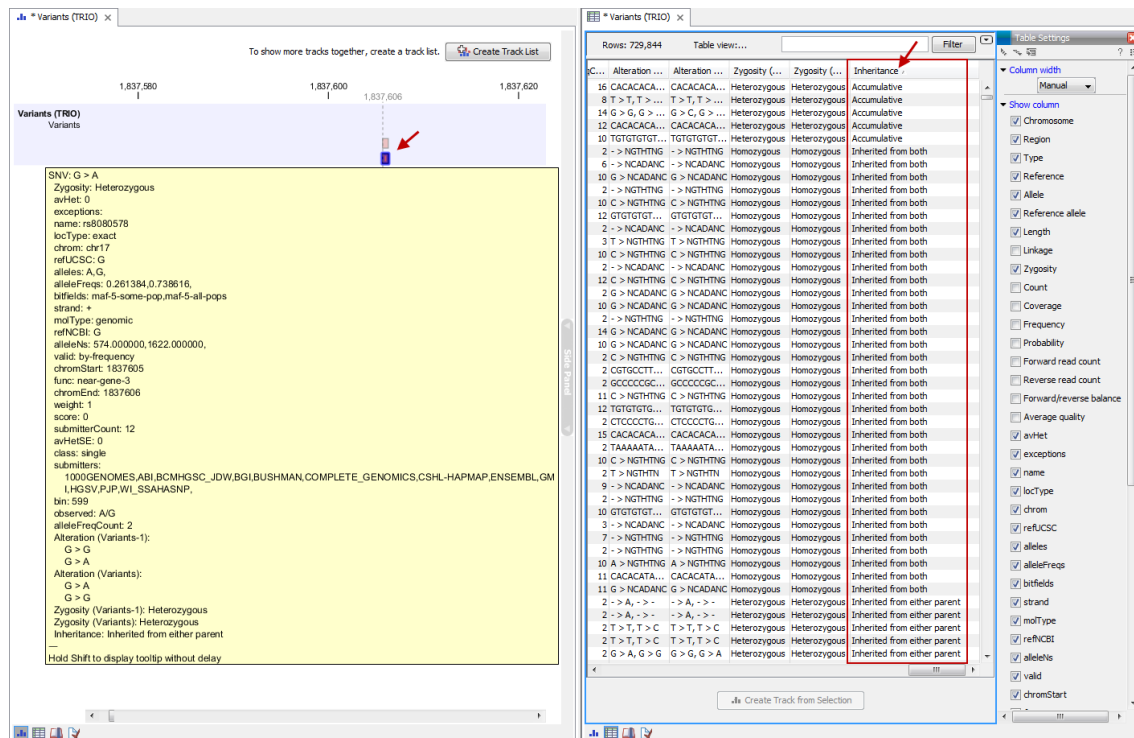 * Variants (TRIO)
To show more tracks together, create a track list.
Create Track List
1,837,580
1,837,600
1,837,620
1,837,606
Variants (TRIO)
Variants
SNV: G > A
Zygosity: Heterozygous
avHet: 0
exceptions:
name: rs8080578
locType: exact
chrom: chr17
refUCSC: G
alleles: A,G,
alleleFreqs: 0.261384,0.738616,
bitfields: maf-5-some-pop,maf-5-all-pops
strand: +
molType: genomic
refNCBI: G
alleleNs: 574.000000,1622.000000,
valid: by-frequency
chromStart: 1837605
func: near-gene-3
chromEnd: 1837606
weight: 1
score: 0
submitterCount: 12
avHetSE: 0
class: single
submitters:
1000GENOMES,ABI,BCMHGSC_JDW,BGI,BUSHMAN,COMPLETE_GENOMICS,CSHL-HAPMAP,ENSEMBL,GM
I,HGSV,PJP,WI_SSAHASNP,
bin: 599
observed: A/G
alleleFreqCount: 2
Alteration (Variants-1):
G > G
G > A
Alteration (Variants):
G > A
G > G
Zygosity (Variants-1): Heterozygous
Zygosity (Variants): Heterozygous
Inheritance: Inherited from either parent
—
Hold Shift to display tooltip without delay
Side Panel
* Variants (TRIO)
Rows: 729,844 Table view:... Filter
C... Alteration ... Alteration ... Zygosity (... Zygosity (... Inheritance
16 CACACACA... CACACACA... Heterozygous Heterozygous Accumulative
8 T > T, T > ... T > T, T > ... Heterozygous Heterozygous Accumulative
14 G > G, G > ... G > C, G > ... Heterozygous Heterozygous Accumulative
12 CACACACA... CACACACA... Heterozygous Heterozygous Accumulative
10 TGTGTGTGT... TGTGTGTGT... Heterozygous Heterozygous Accumulative
2 - > NGTHTNG - > NGTHTNG Homozygous Homozygous Inherited from both
6 - > NCADANC - > NCADANC Homozygous Homozygous Inherited from both
10 G > NCADANC G > NCADANC Homozygous Homozygous Inherited from both
2 - > NGTHTNG - > NGTHTNG Homozygous Homozygous Inherited from both
10 C > NGTHTNG C > NGTHTNG Homozygous Homozygous Inherited from both
12 GTGTGTGT... GTGTGTGT... Homozygous Homozygous Inherited from both
2 - > NCADANC - > NCADANC Homozygous Homozygous Inherited from both
3 T > NGTHTNG T > NGTHTNG Homozygous Homozygous Inherited from both
10 C > NGTHTNG C > NGTHTNG Homozygous Homozygous Inherited from both
2 - > NCADANC - > NCADANC Homozygous Homozygous Inherited from both
12 C > NGTHTNG C > NGTHTNG Homozygous Homozygous Inherited from both
2 G > NCADANC G > NCADANC Homozygous Homozygous Inherited from both
10 G > NCADANC G > NCADANC Homozygous Homozygous Inherited from both
2 - > NGTHTNG - > NGTHTNG Homozygous Homozygous Inherited from both
14 G > NCADANC G > NCADANC Homozygous Homozygous Inherited from both
10 G > NCADANC G > NCADANC Homozygous Homozygous Inherited from both
2 C > NGTHTNG C > NGTHTNG Homozygous Homozygous Inherited from both
2 CGTGCCTT... CGTGCCTT... Homozygous Homozygous Inherited from both
2 GCCCCCGC... GCCCCCGC... Homozygous Homozygous Inherited from both
11 C > NGTHTNG C > NGTHTNG Homozygous Homozygous Inherited from both
12 TGTGTGTG... TGTGTGTG... Homozygous Homozygous Inherited from both
2 CTCCCCTG... CTCCCCTG... Homozygous Homozygous Inherited from both
15 CACACACA... CACACACA... Homozygous Homozygous Inherited from both
2 TAAAAATA... TAAAAATA... Homozygous Homozygous Inherited from both
10 C > NGTHTNG C > NGTHTNG Homozygous Homozygous Inherited from both
2 T > NGTHTN T > NGTHTN Homozygous Homozygous Inherited from both
9 - > NCADANC - > NCADANC Homozygous Homozygous Inherited from both
2 - > NGTHTNG - > NGTHTNG Homozygous Homozygous Inherited from both
10 GTGTGTGT... GTGTGTGT... Homozygous Homozygous Inherited from both
3 - > NCADANC - > NCADANC Homozygous Homozygous Inherited from both
7 - > NGTHTNG - > NGTHTNG Homozygous Homozygous Inherited from both
2 - > NGTHTNG - > NGTHTNG Homozygous Homozygous Inherited from both
10 A > NGTHTNG A > NGTHTNG Homozygous Homozygous Inherited from both
11 CACACATA... CACACATA... Homozygous Homozygous Inherited from both
11 G > NCADANC G > NCADANC Homozygous Homozygous Inherited from both
2 - > A, - > - - > A, - > - Heterozygous Heterozygous Inherited from either parent
2 - > A, - > - - > A, - > - Heterozygous Heterozygous Inherited from either parent
2 T > T, T > C T > T, T > C Heterozygous Heterozygous Inherited from either parent
2 T > T, T > C T > T, T > C Heterozygous Heterozygous Inherited from either parent
2 G > A, G > G G > G, G > A Heterozygous Heterozygous Inherited from either parent
Create Track from Selection
Table Settings
?
Column width
Manual
Show column
Chromosome
Region
Type
Reference
Allele
Reference allele
Length
Linkage
Zygosity
Count
Coverage
Frequency
Probability
Forward read count
Reverse read count
Forward/reverse balance
Average quality
avHet
exceptions
name
locType
chrom
refUCSC
alleles
alleleFreqs
bitfields
strand
molType
refNCBI
alleleNs
valid
chromStart